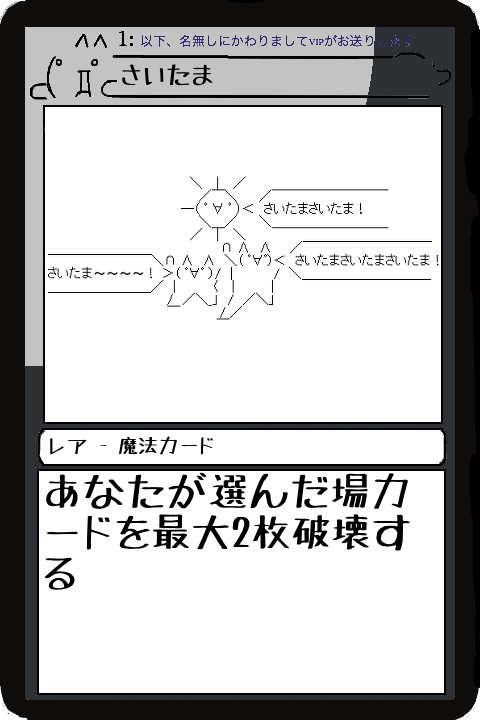 1: 以下、名無しにかわりましてVIPがお送り
さいたま
さいたまさいたま！
さいたまさいたまさいたま！
さいたま～～～～！
レア - 魔法カード
あなたが選んだ場カ
ードを最大2枚破壊す
る